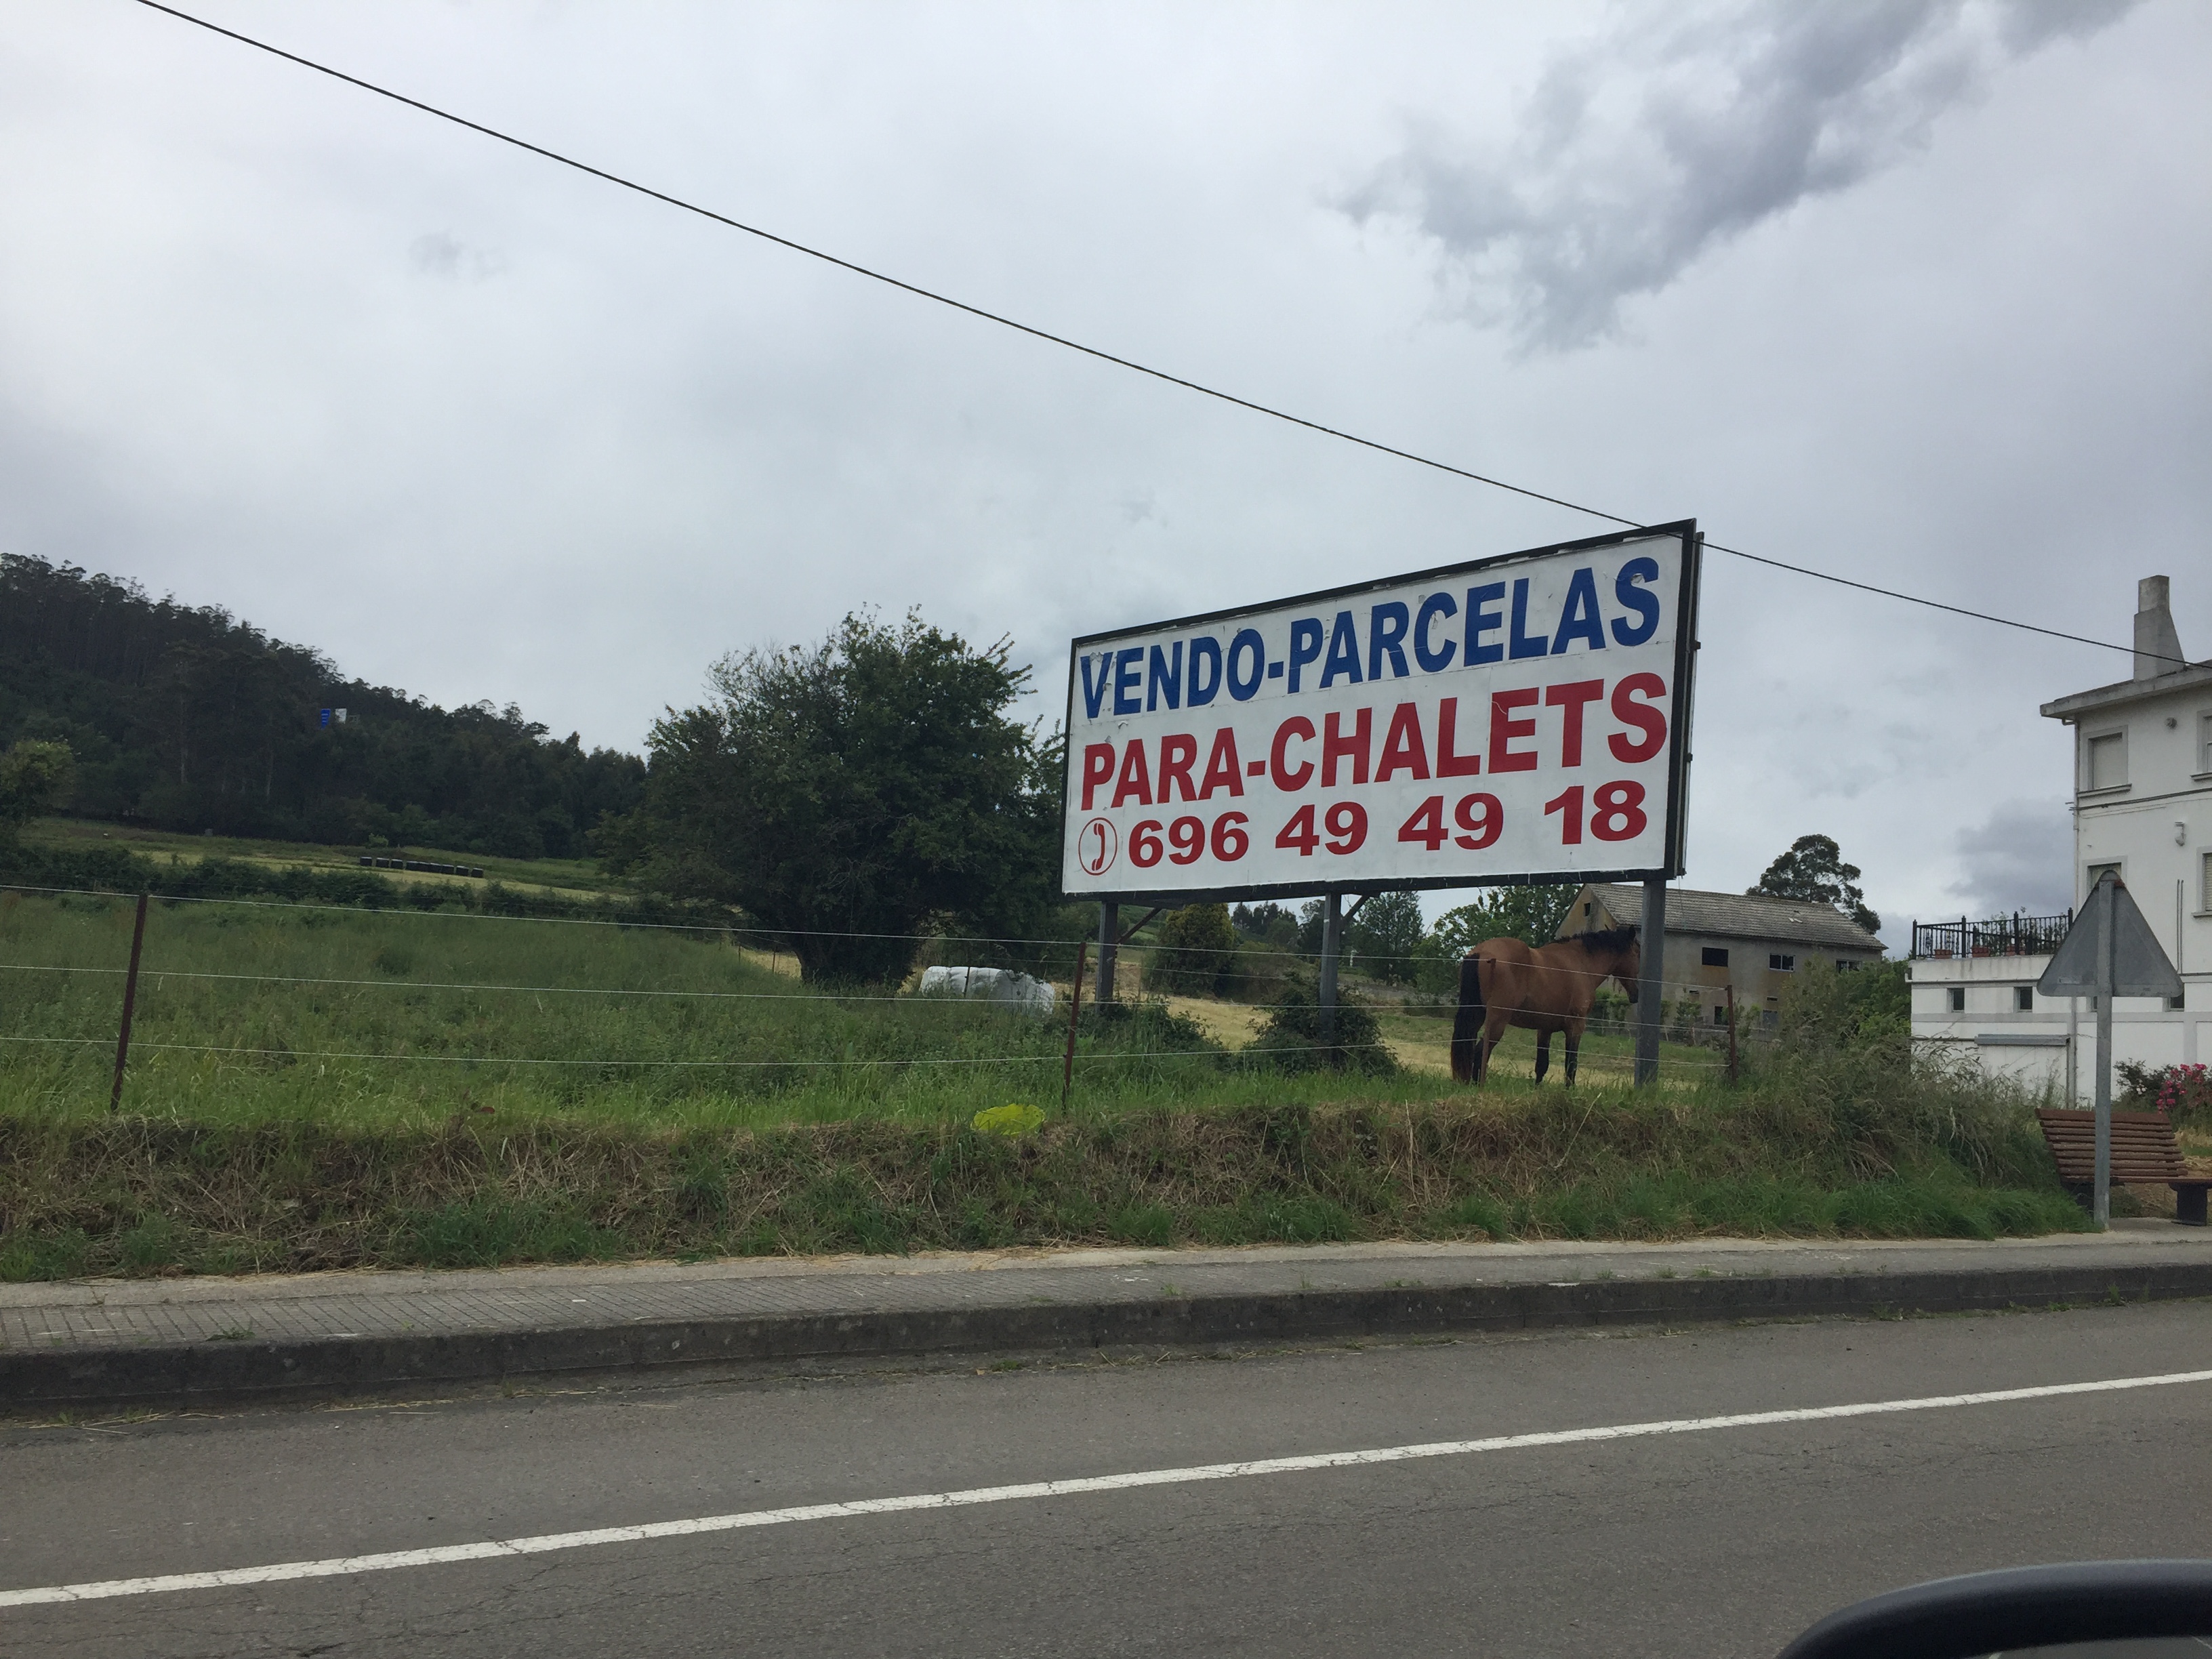 VENDO-PARCELAS
PARA-CHALETS
696 49 49 18